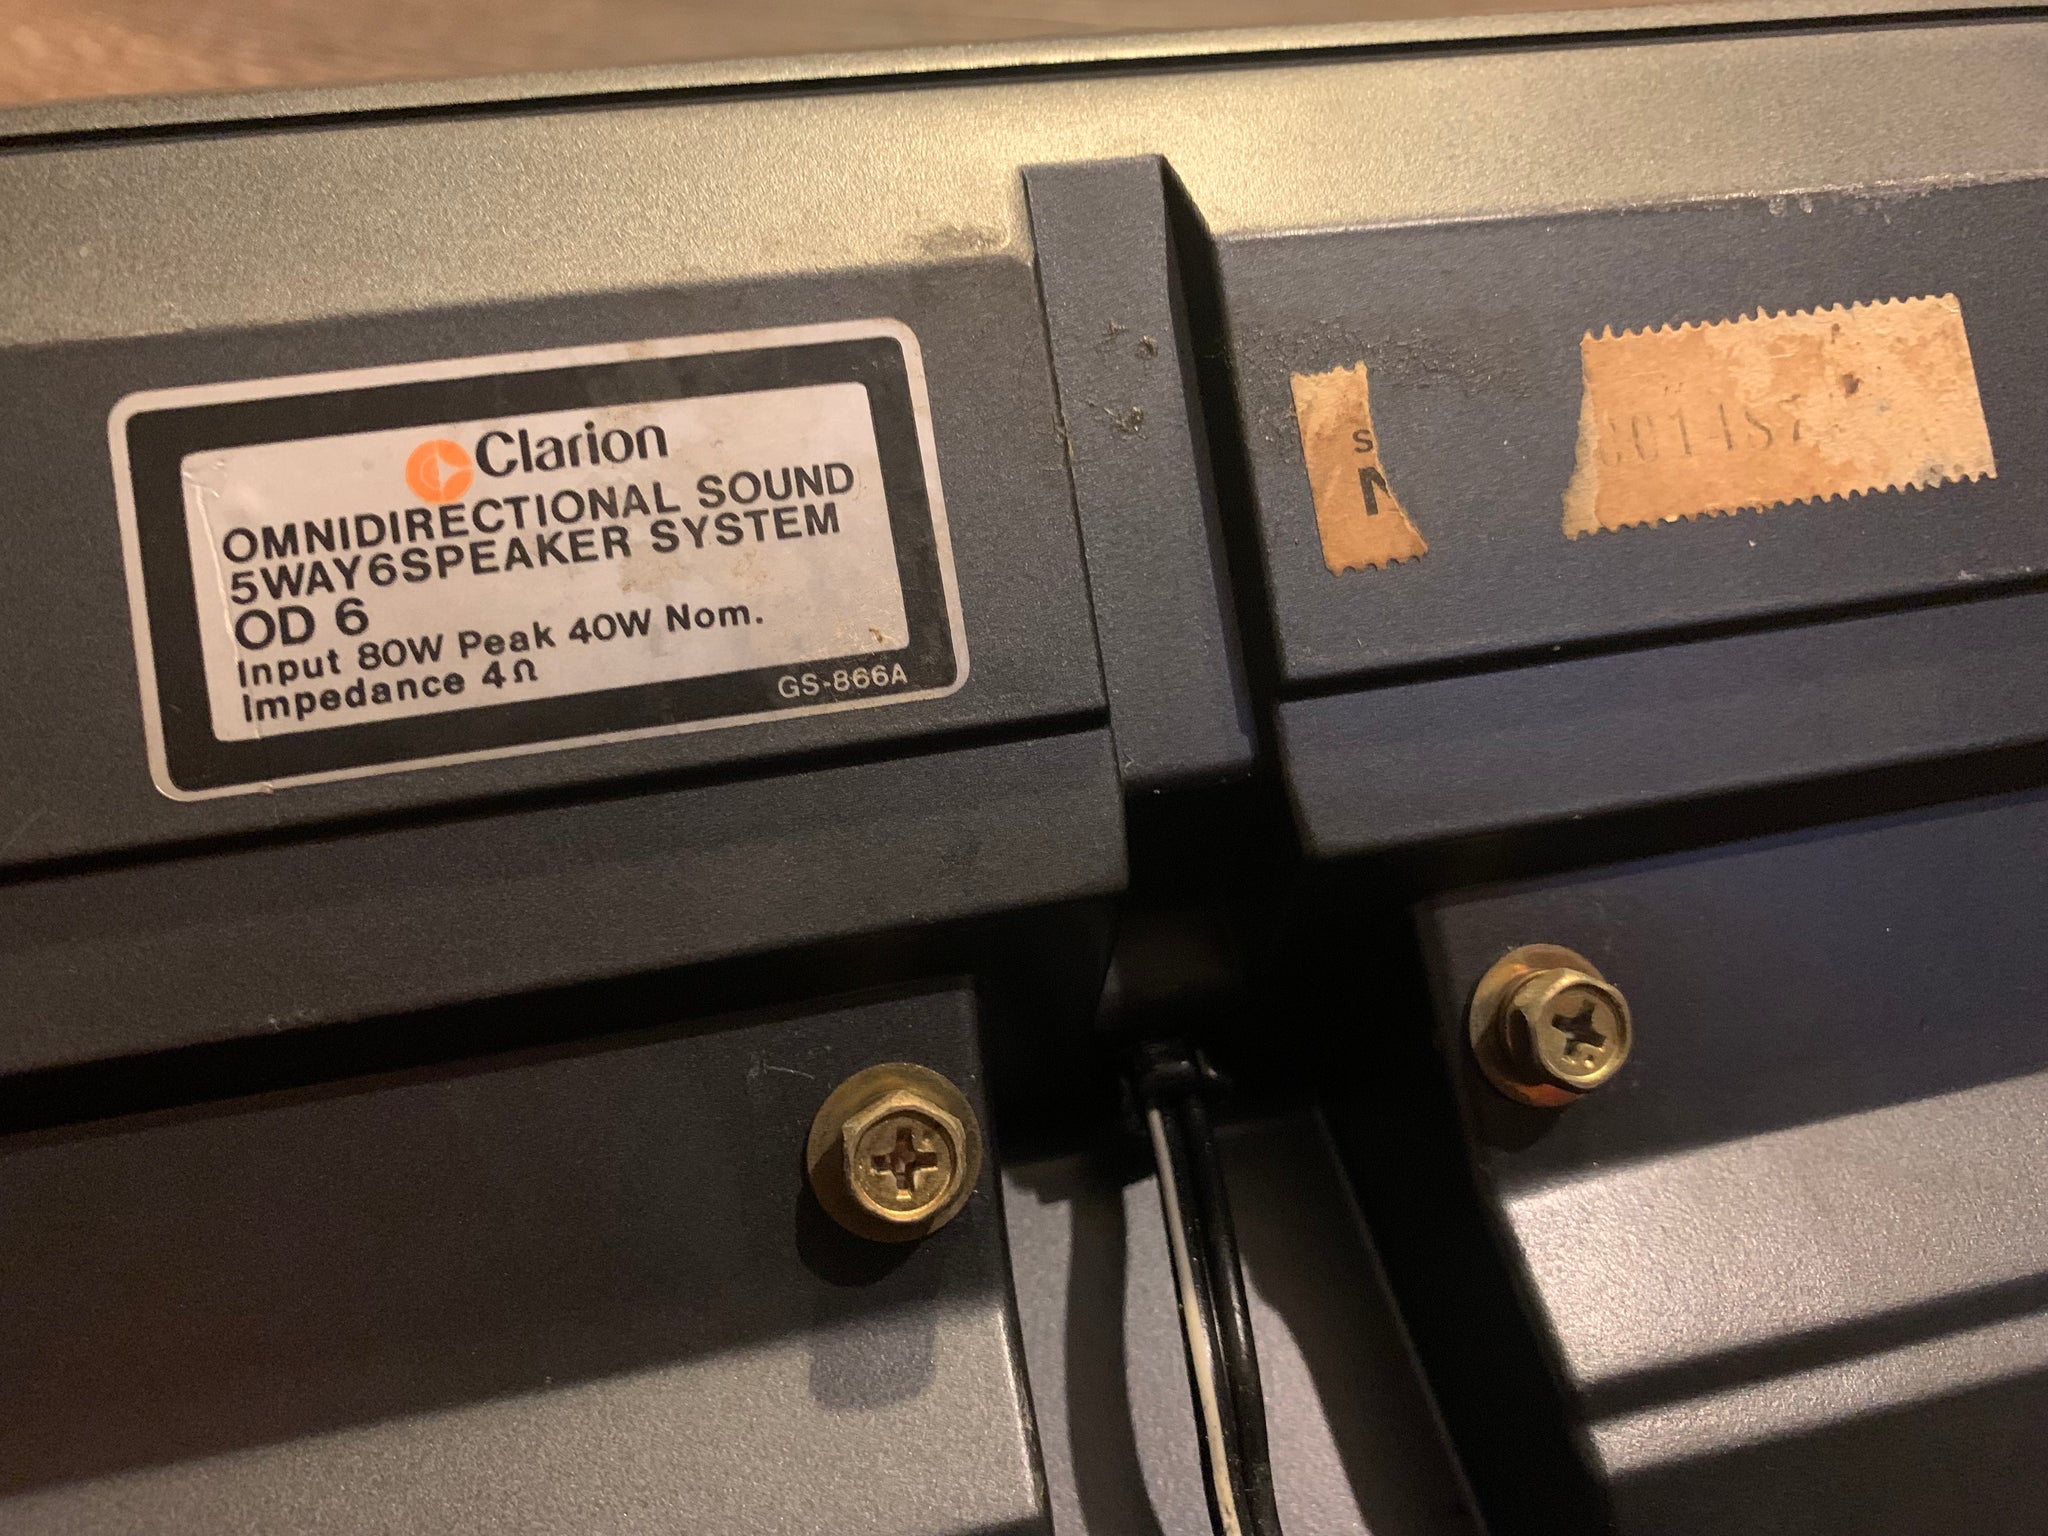 Clarion
OMNIDIRECTIONAL SOUND
5WAY6SPEAKER SYSTEM
OD 6
Input 80W Peak 40W Nom.
Impedance 4Ω
GS-866A
S
N